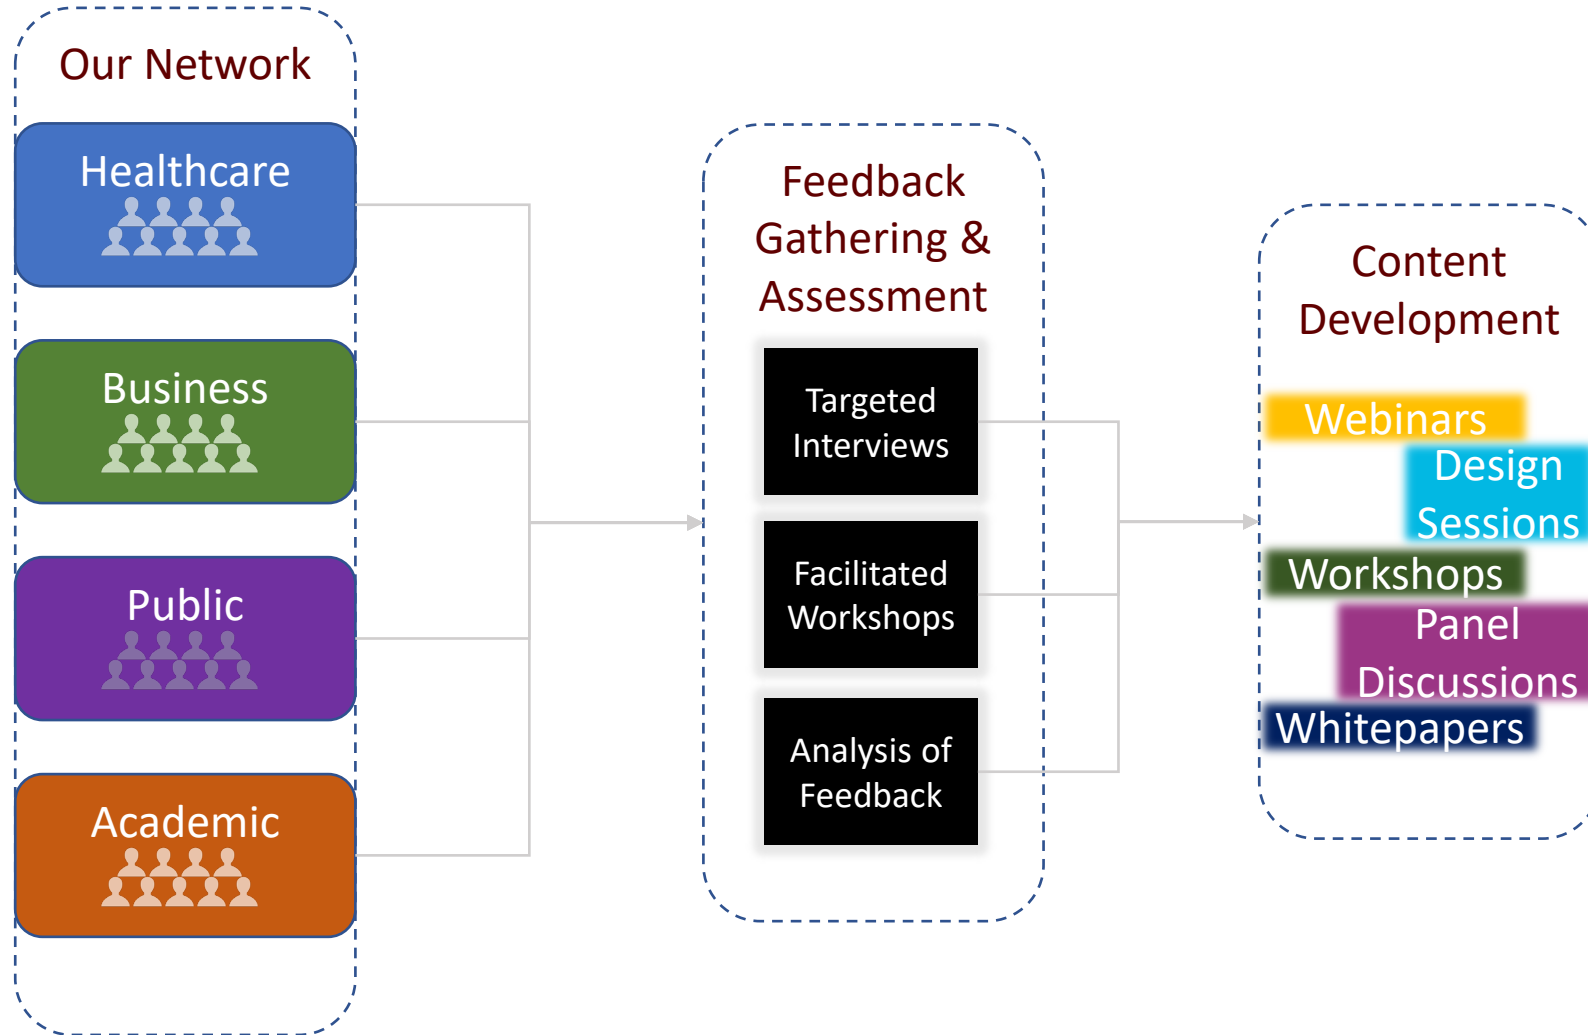 Our Network
Healthcare
Business
Public
Academic
Feedback
Gathering &
Assessment
Targeted
Interviews
Facilitated
Workshops
Analysis of
Feedback
Content
Development
Webinars
Design
Sessions
Workshops
Panel
Discussions
Whitepapers